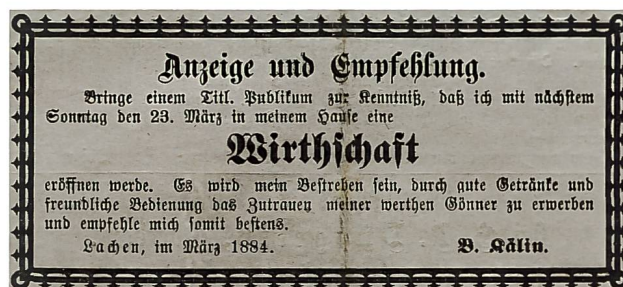 Anzeige und Empfehlung.
Bringe einem Titl. Publikum zur Kenntniß, daß ich mit nächstem
Sonntag den 23. März in meinem Hause eine
Wirthschaft
eröffnen werde. Es wird mein Bestreben sein, durch gute Getränke und
freundliche Bedienung das Zutrauen meiner werthen Gönner zu erwerben
und empfehle mich somit bestens.
Lachen, im März 1884. B. Kälin.